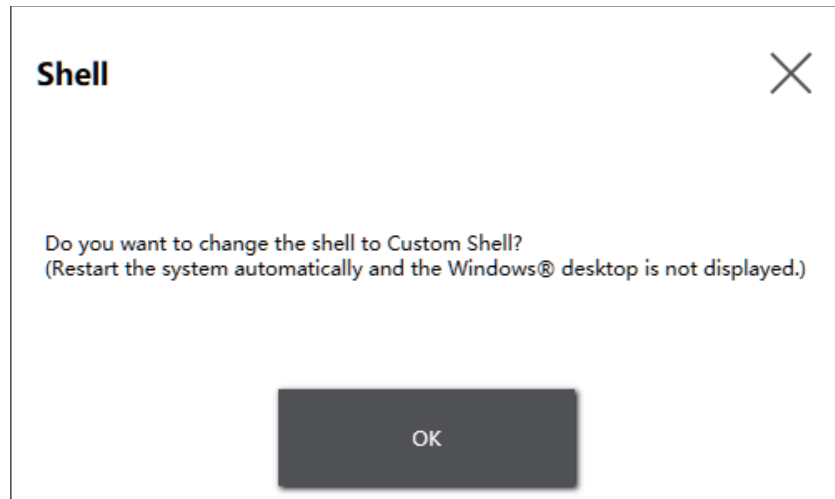 Shell
Do you want to change the shell to Custom Shell?
(Restart the system automatically and the Windows® desktop is not displayed.)
OK